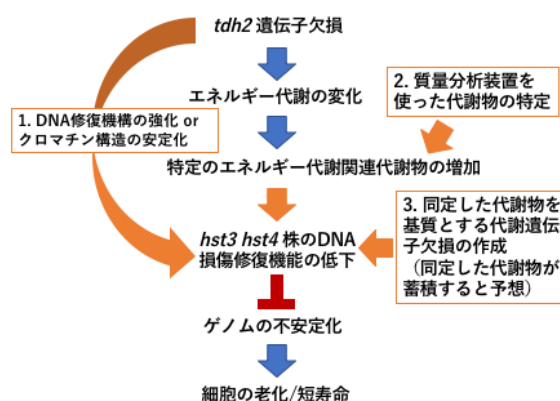 tdh2 遺伝子欠損
エネルギー代謝の変化
2. 質量分析装置を
使った代謝物の特定
1. DNA修復機構の強化 or
クロマチン構造の安定化
特定のエネルギー代謝関連代謝物の増加
hst3 hst4 株のDNA
損傷修復機能の低下
3. 同定した代謝物を
基質とする代謝遺伝
子欠損の作成
（同定した代謝物が
蓄積すると予想）
ゲノムの不安定化
細胞の老化/短寿命